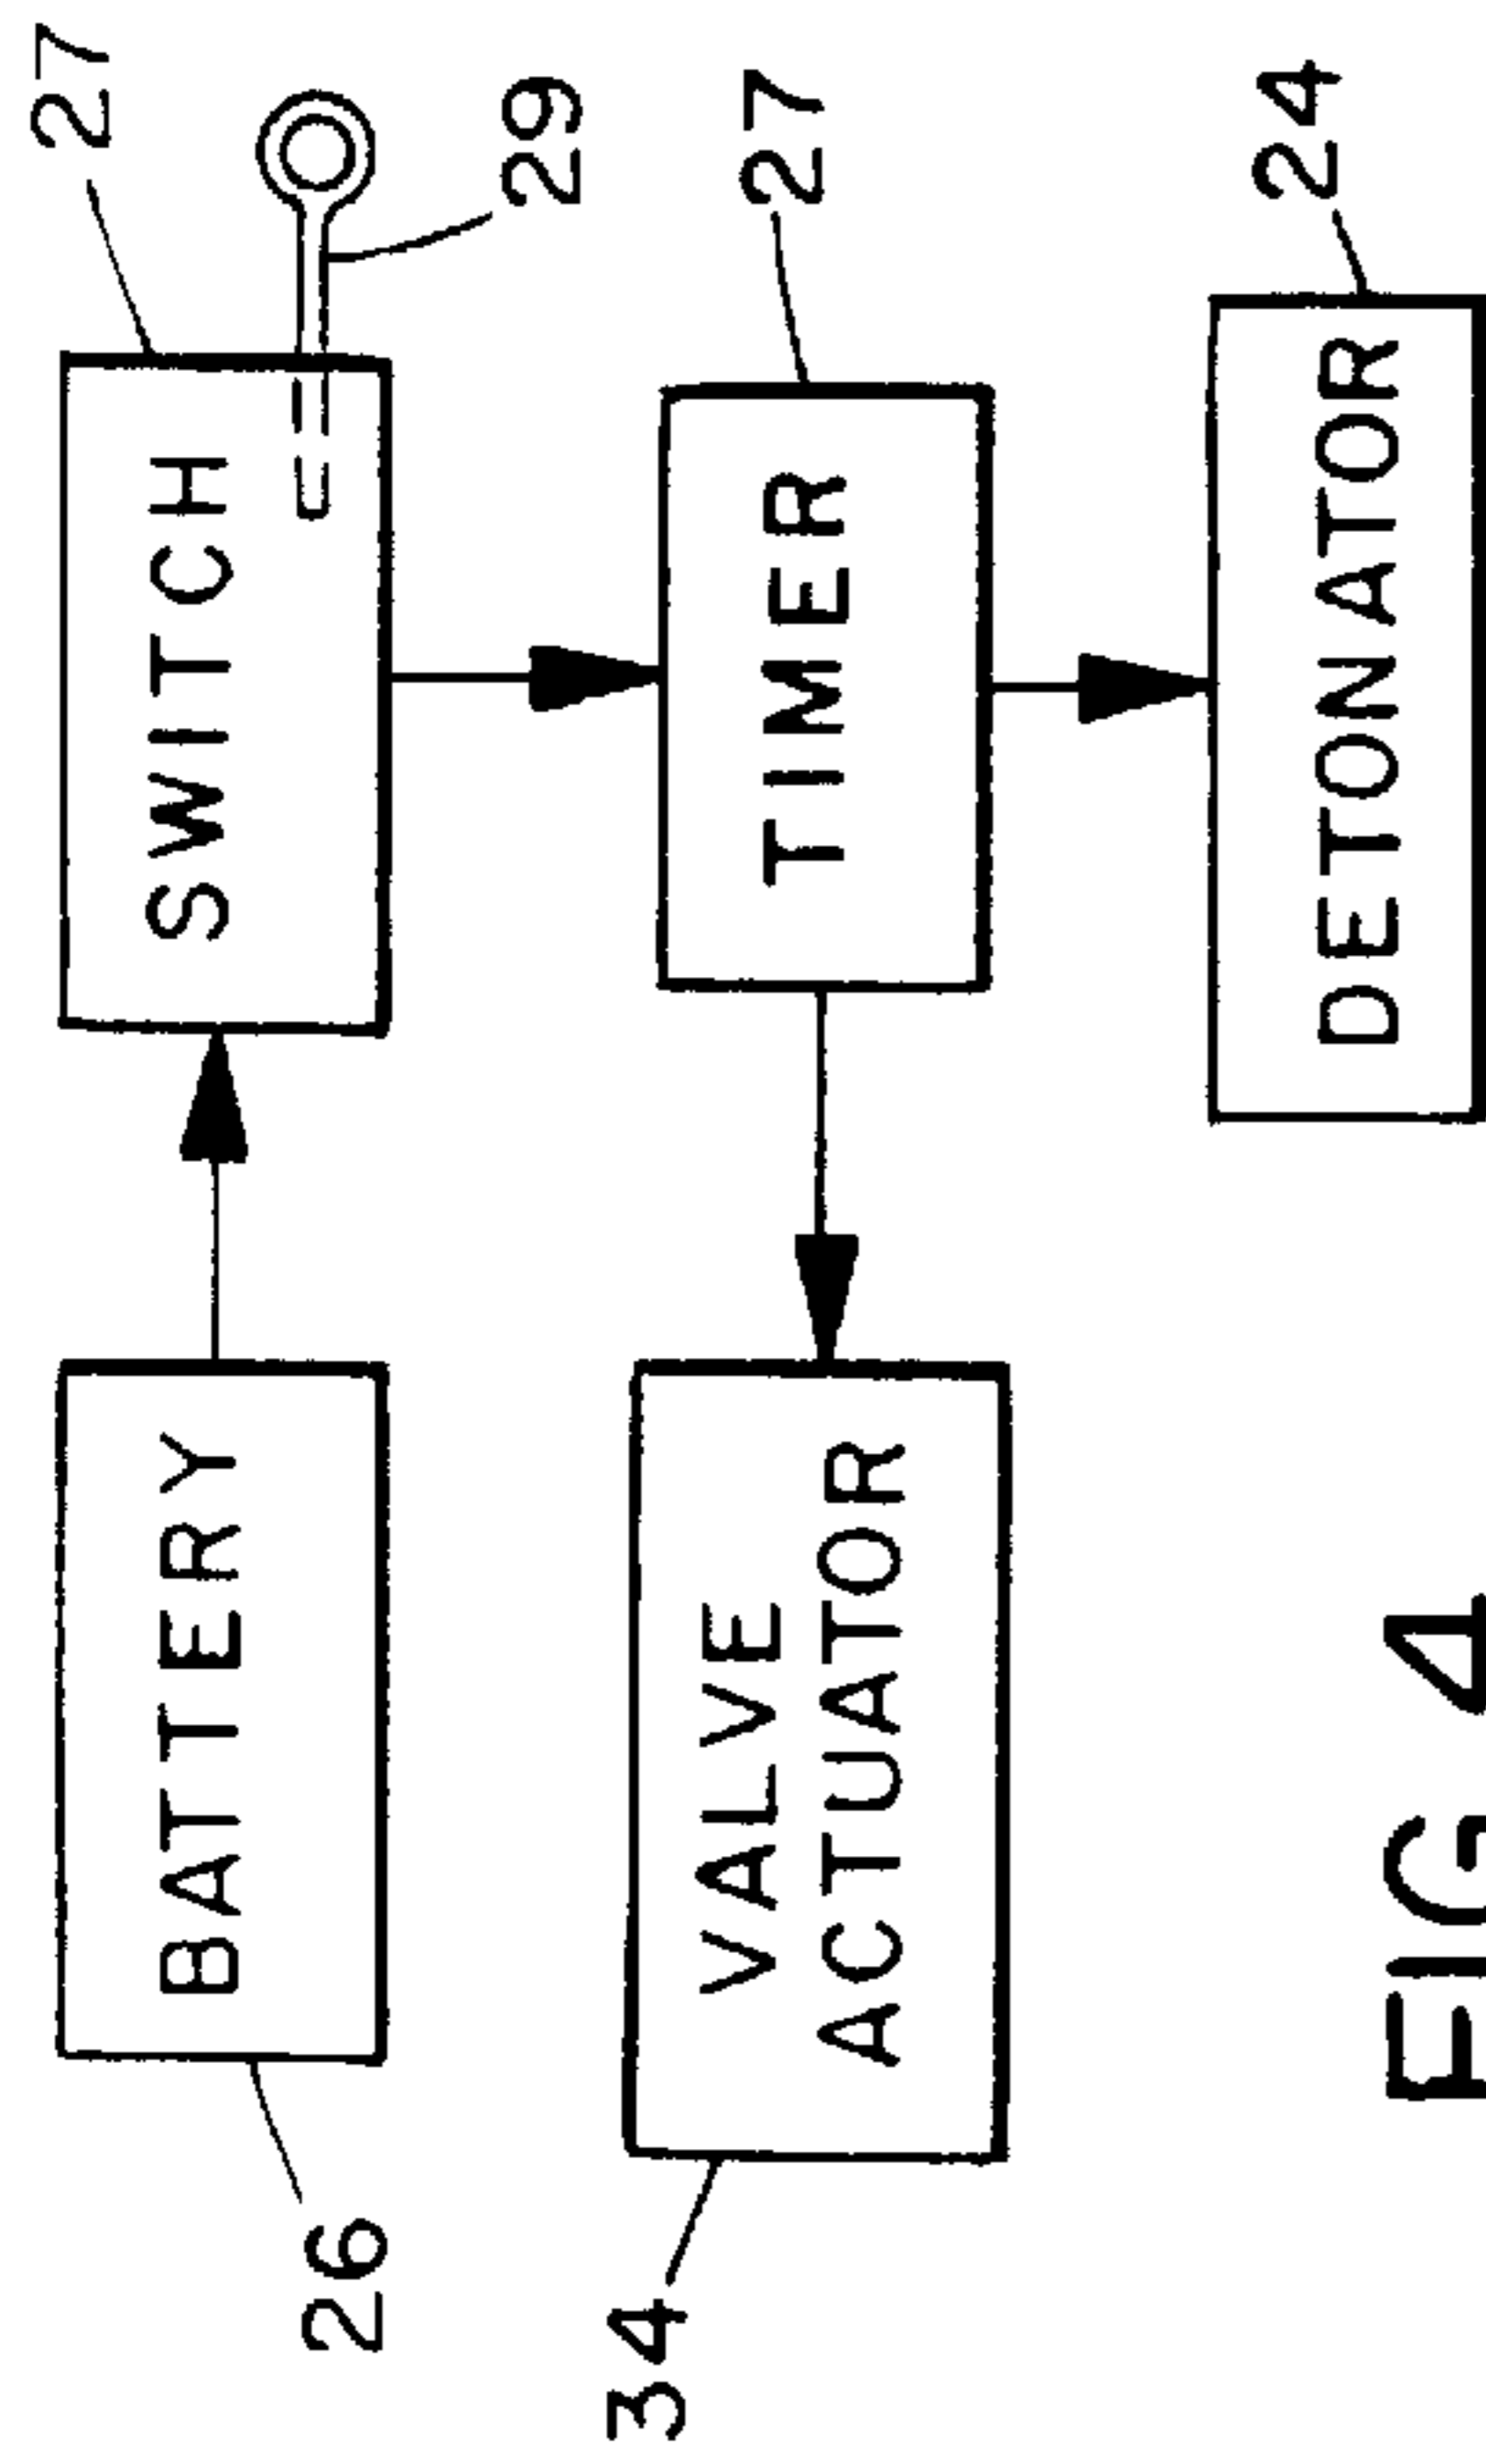 27
BATTERY
SWITCH
26
29
27
VALVE
ACTUATOR
TIMER
34
24
DETONATOR
FIG 4